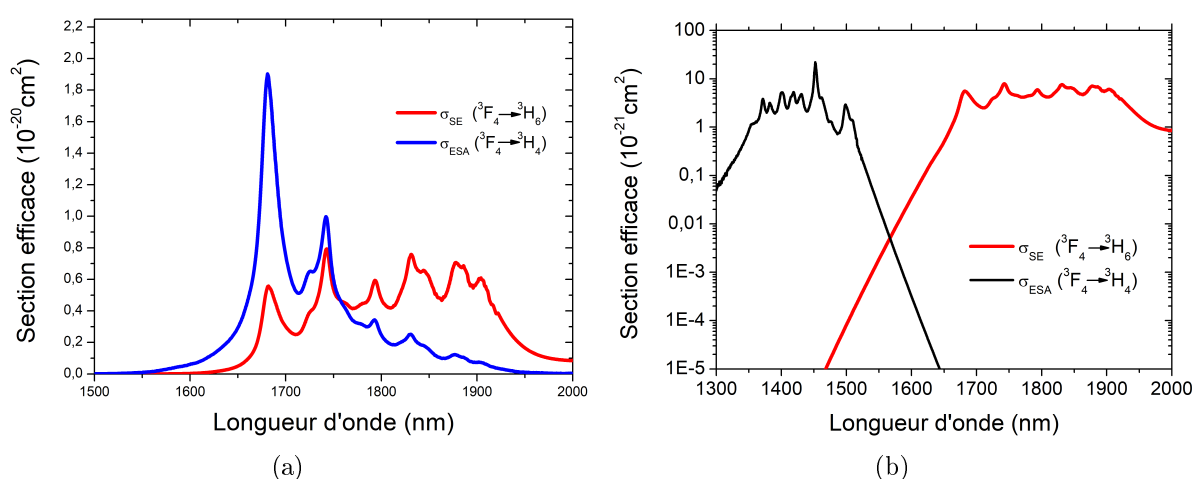 2,2
2,0
1,8
1,6
1,4
1,2
1,0
0,8
0,6
0,4
0,2
0,0
1500 1600 1700 1800 1900 2000
Section efficace (10⁻²⁰cm²)
Longueur d'onde (nm)
σSE (³F₄→³H₆)
σESA (³F₄→³H₄)
(a)
100
10
1
0,1
0,01
1E-3
1E-4
1E-5
1300 1400 1500 1600 1700 1800 1900 2000
Section efficace (10⁻²¹ cm²)
Longueur d'onde (nm)
σSE (³F₄→³H₆)
σESA (³F₄→³H₄)
(b)